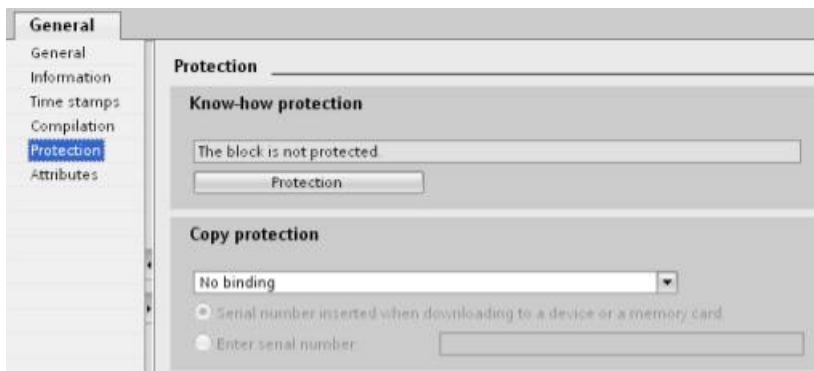 General
General
Information
Time stamps
Compilation
Protection
Attributes
Protection
Know-how protection
The block is not protected.
Protection
Copy protection
No binding
Serial number inserted when downloading to a device or a memory card
Enter serial number